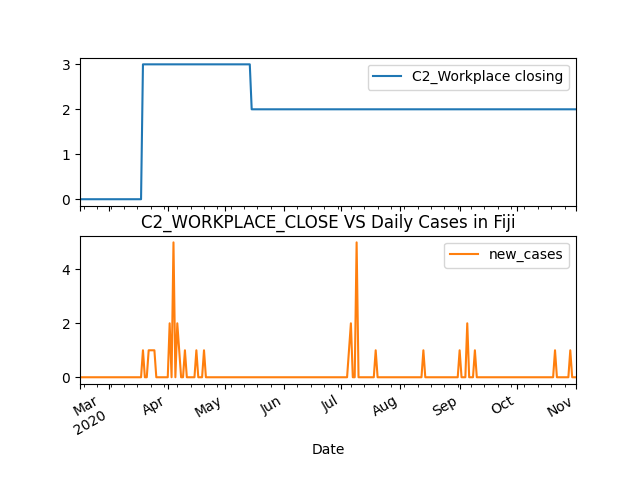 3
2
1
0
C2_Workplace closing
C2_WORKPLACE_CLOSE VS Daily Cases in Fiji
4
2
0
new_cases
Mar
2020
Apr
May
Jun
Jul
Aug
Sep
Oct
Nov
Date